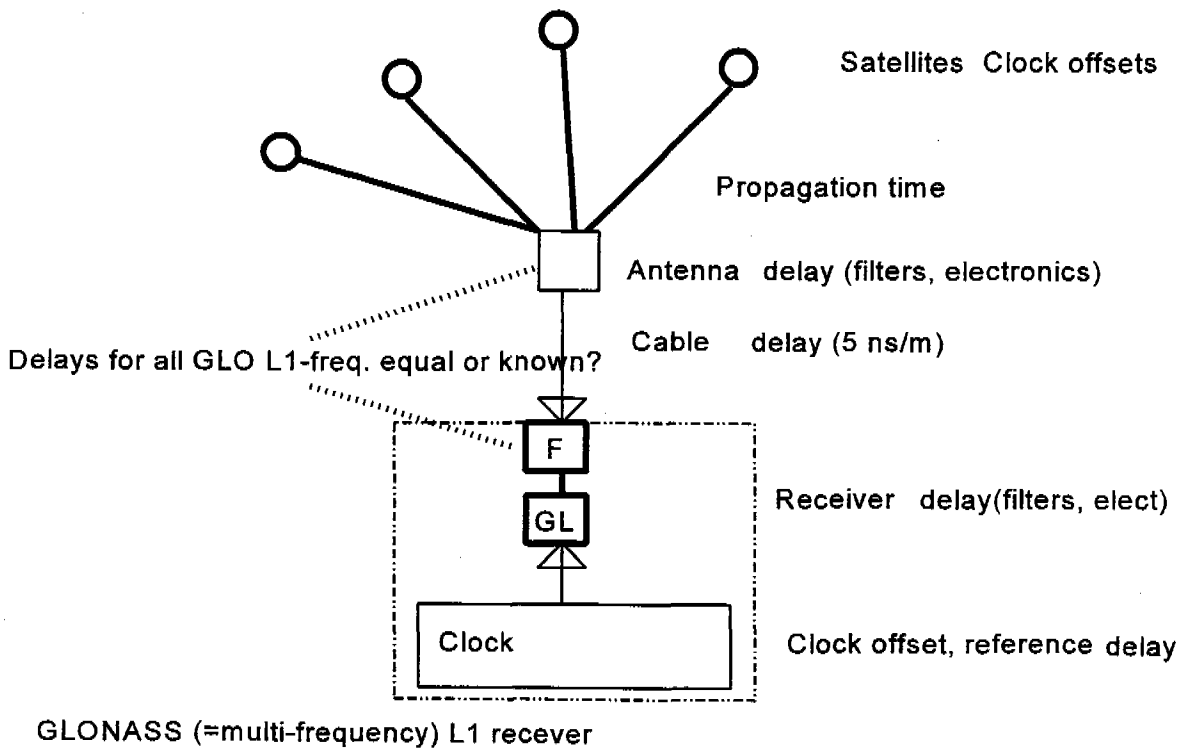 Satellites Clock offsets
Propagation time
Antenna delay (filters, electronics)
Cable delay (5 ns/m)
Delays for all GLO L1-freq. equal or known?
F
Receiver delay(filters, elect)
GL
Clock
Clock offset, reference delay
GLONASS (=multi-frequency) L1 recever